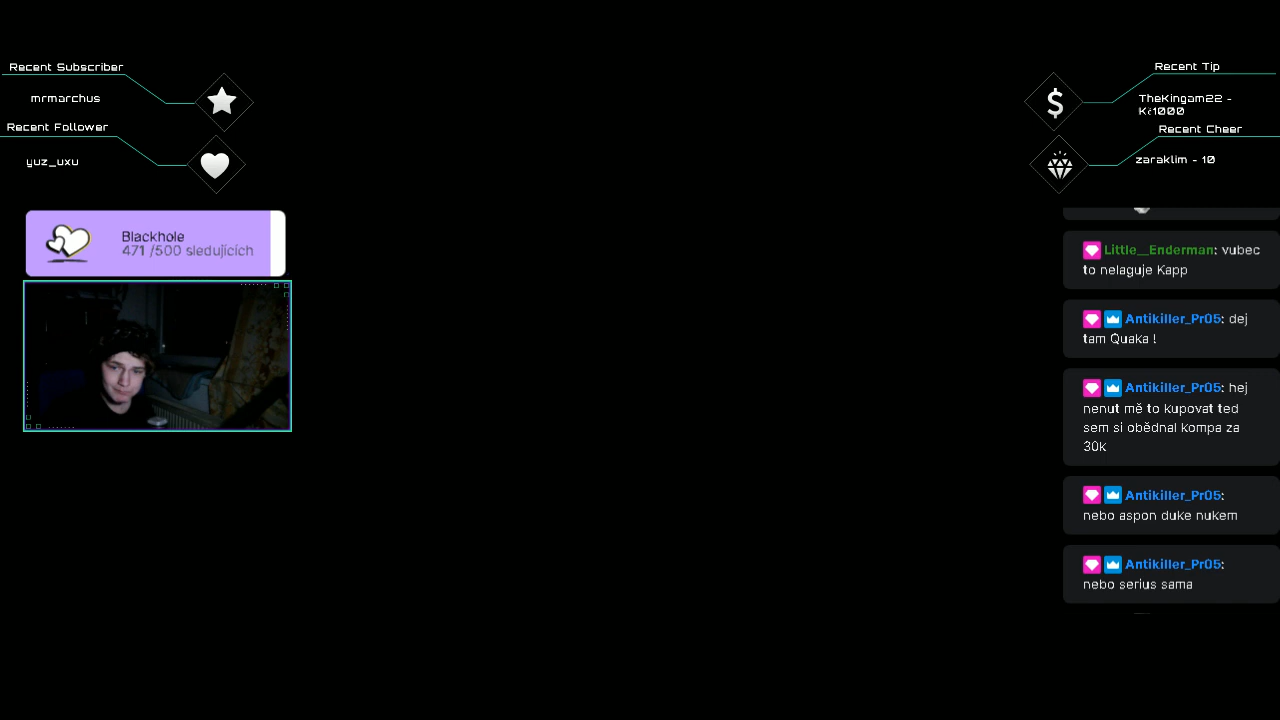 Recent Subscriber
mrmarchus
Recent Follower
yuz_uxu
Blackhole
471 /500 sledujících
Recent Tip
TheKingam22 -
Kč1000
Recent Cheer
zaraklim - 10
Little__Enderman: vubec
to nelaguje Kapp
Antikiller_Pr05: dej
tam Quaka !
Antikiller_Pr05: hej
nenut mě to kupovat ted
sem si obědnal kompa za
30k
Antikiller_Pr05:
nebo aspon duke nukem
Antikiller_Pr05:
nebo serius sama